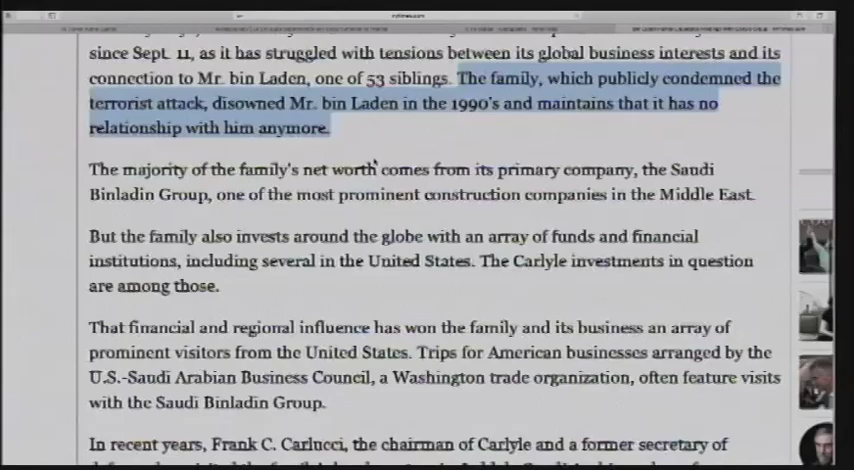 nytimes.com
since Sept. 11, as it has struggled with tensions between its global business interests and its
connection to Mr. bin Laden, one of 53 siblings. The family, which publicly condemned the
terrorist attack, disowned Mr. bin Laden in the 1990's and maintains that it has no
relationship with him anymore.
The majority of the family's net worth comes from its primary company, the Saudi
Binladin Group, one of the most prominent construction companies in the Middle East.
But the family also invests around the globe with an array of funds and financial
institutions, including several in the United States. The Carlyle investments in question
are among those.
That financial and regional influence has won the family and its business an array of
prominent visitors from the United States. Trips for American businesses arranged by the
U.S.-Saudi Arabian Business Council, a Washington trade organization, often feature visits
with the Saudi Binladin Group.
In recent years, Frank C. Carlucci, the chairman of Carlyle and a former secretary of